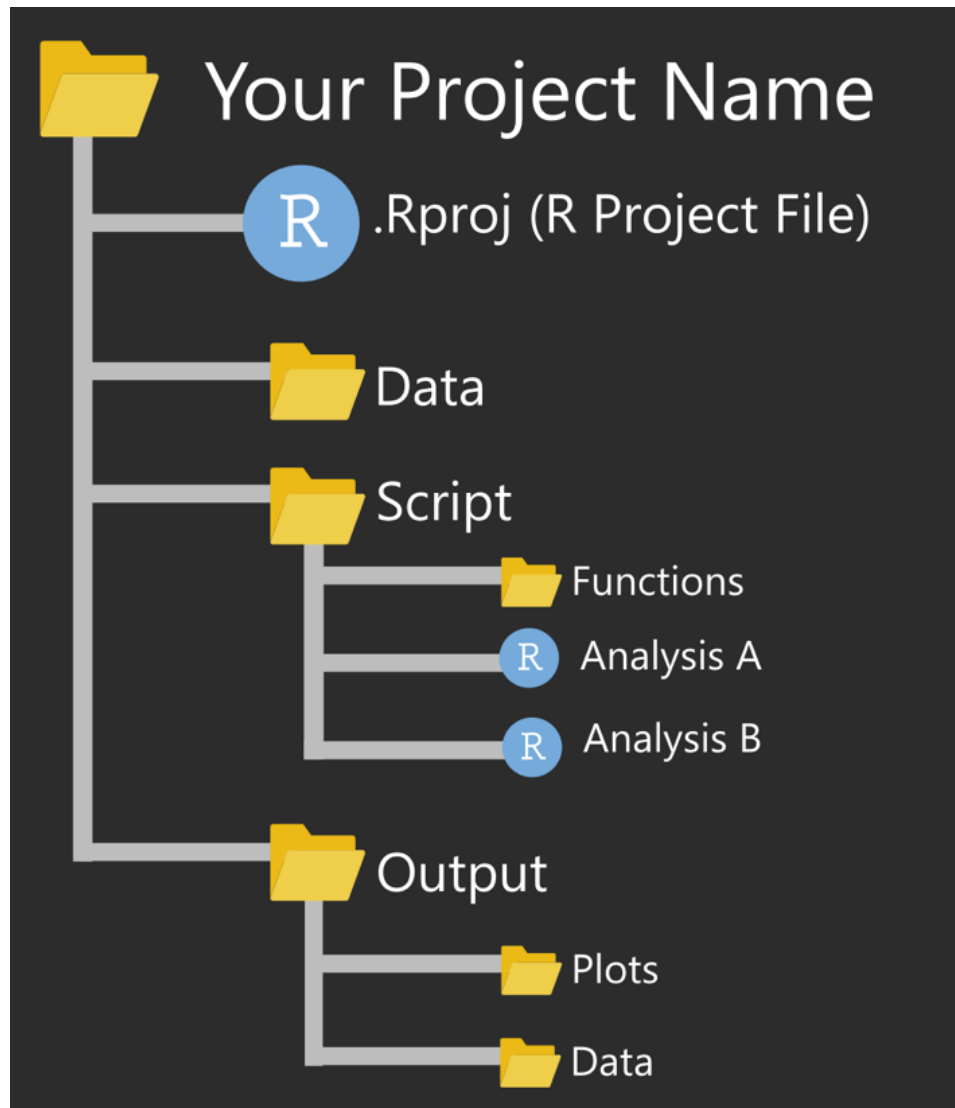 Your Project Name
R .Rproj (R Project File)
Data
Script
Functions
R Analysis A
R Analysis B
Output
Plots
Data